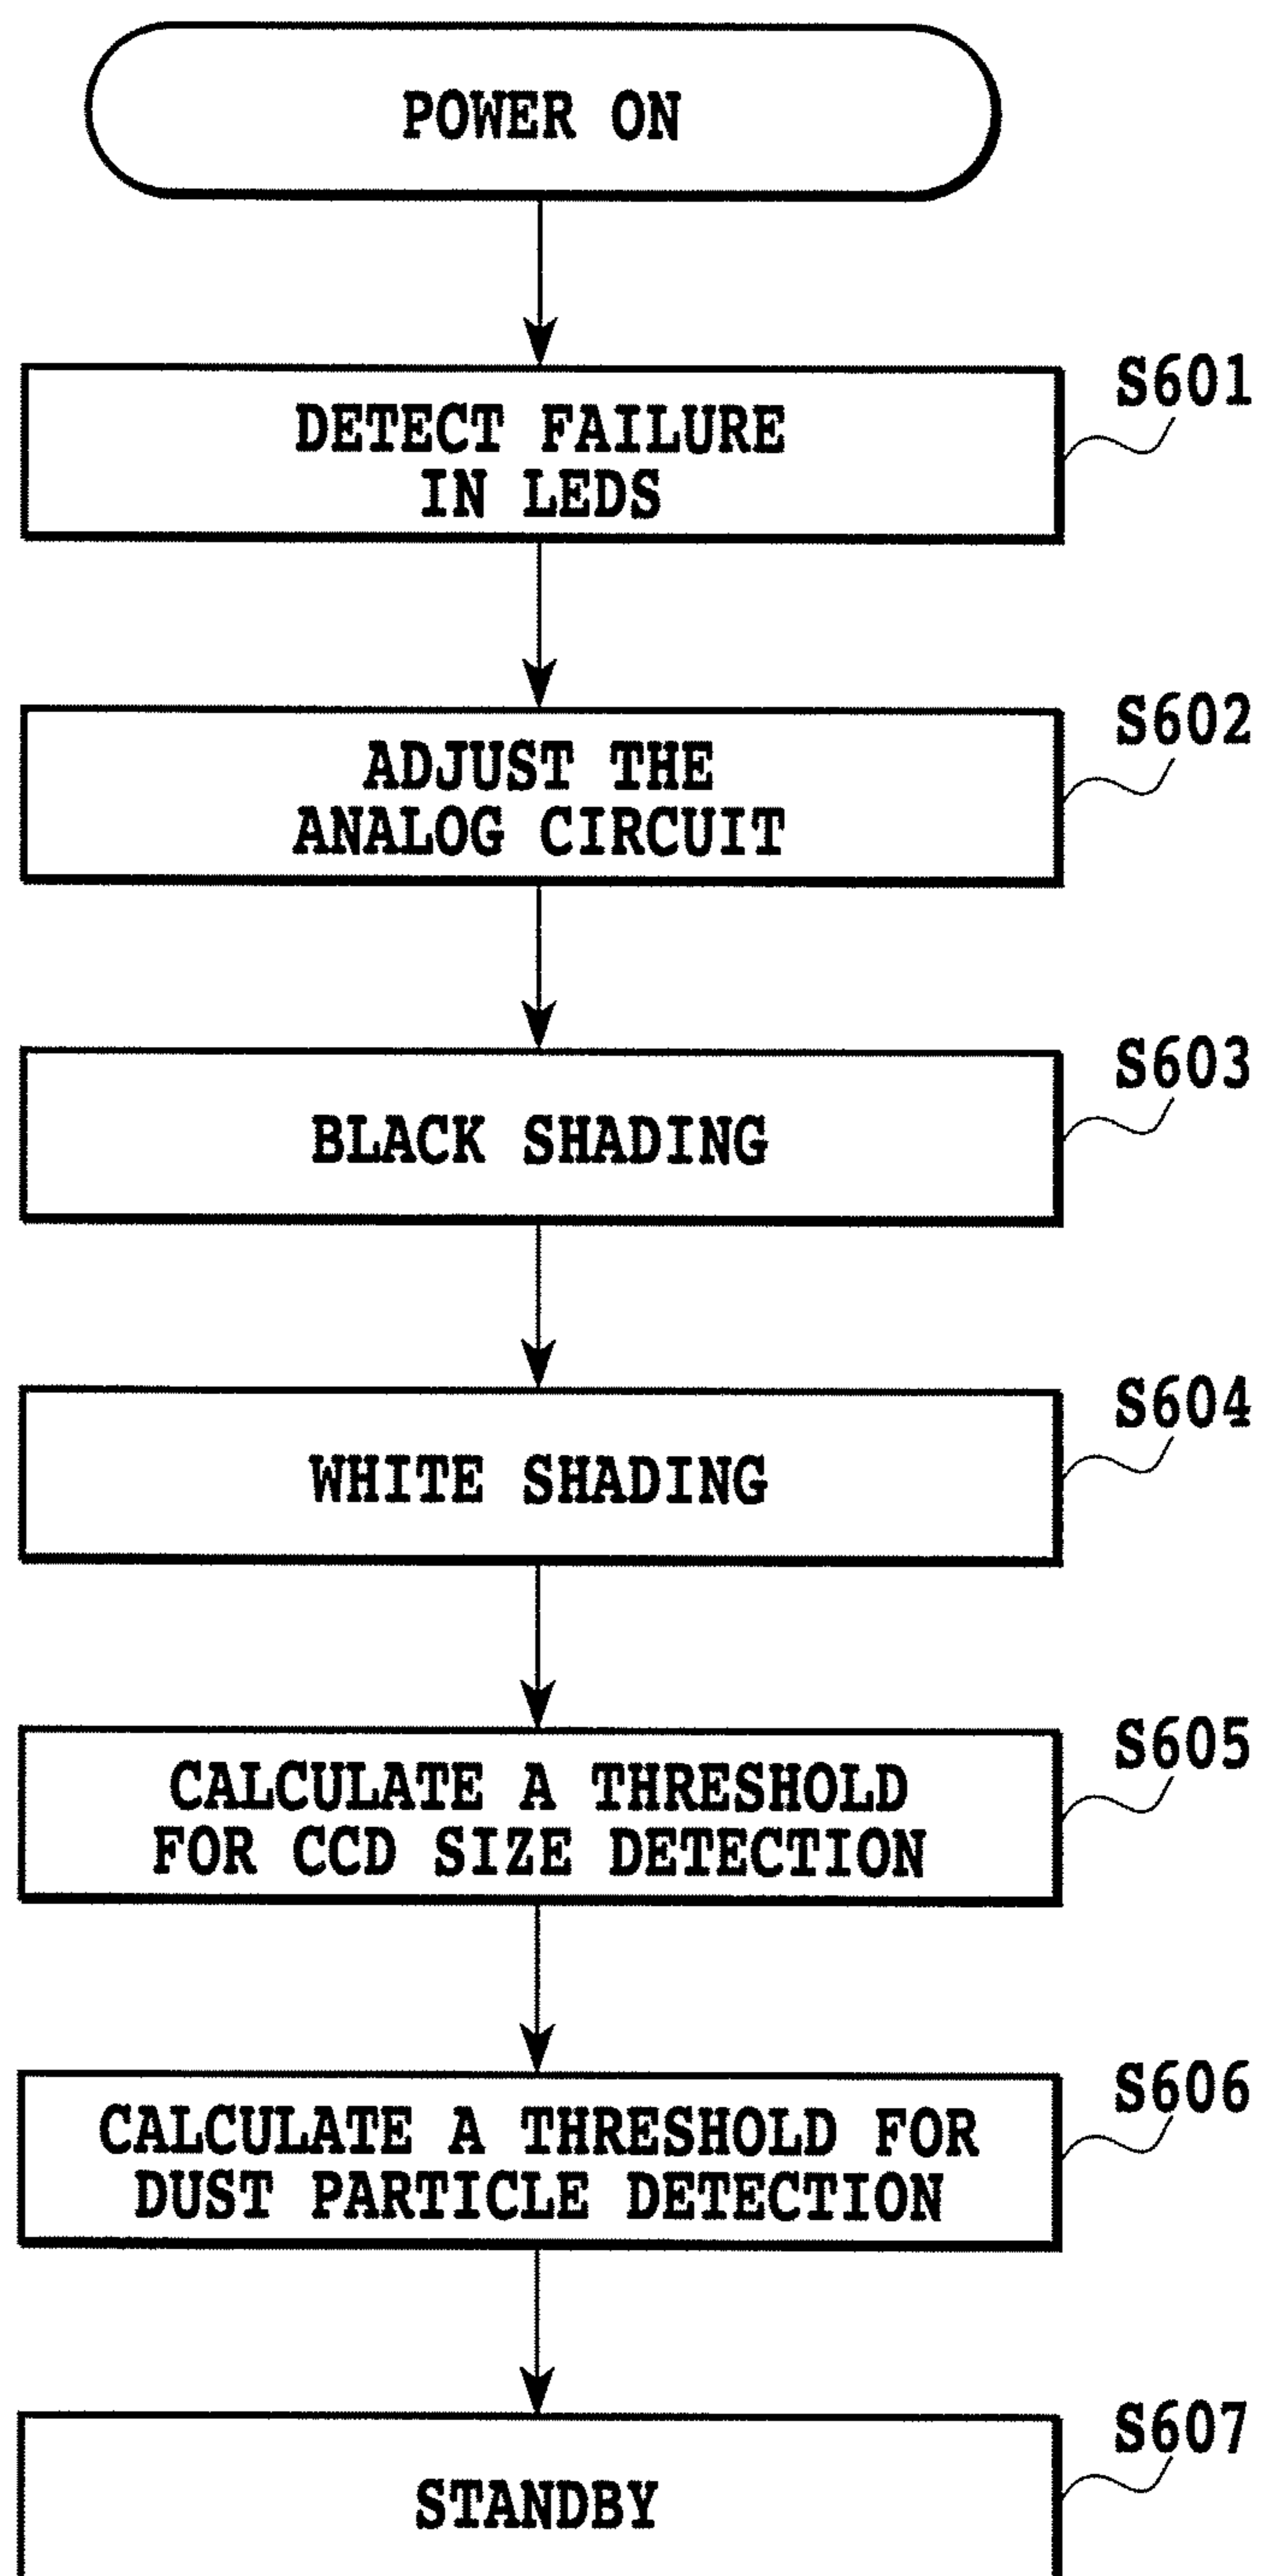 POWER ON
S601
DETECT FAILURE
IN LEDS
S602
ADJUST THE
ANALOG CIRCUIT
S603
BLACK SHADING
S604
WHITE SHADING
S605
CALCULATE A THRESHOLD
FOR CCD SIZE DETECTION
S606
CALCULATE A THRESHOLD FOR
DUST PARTICLE DETECTION
S607
STANDBY